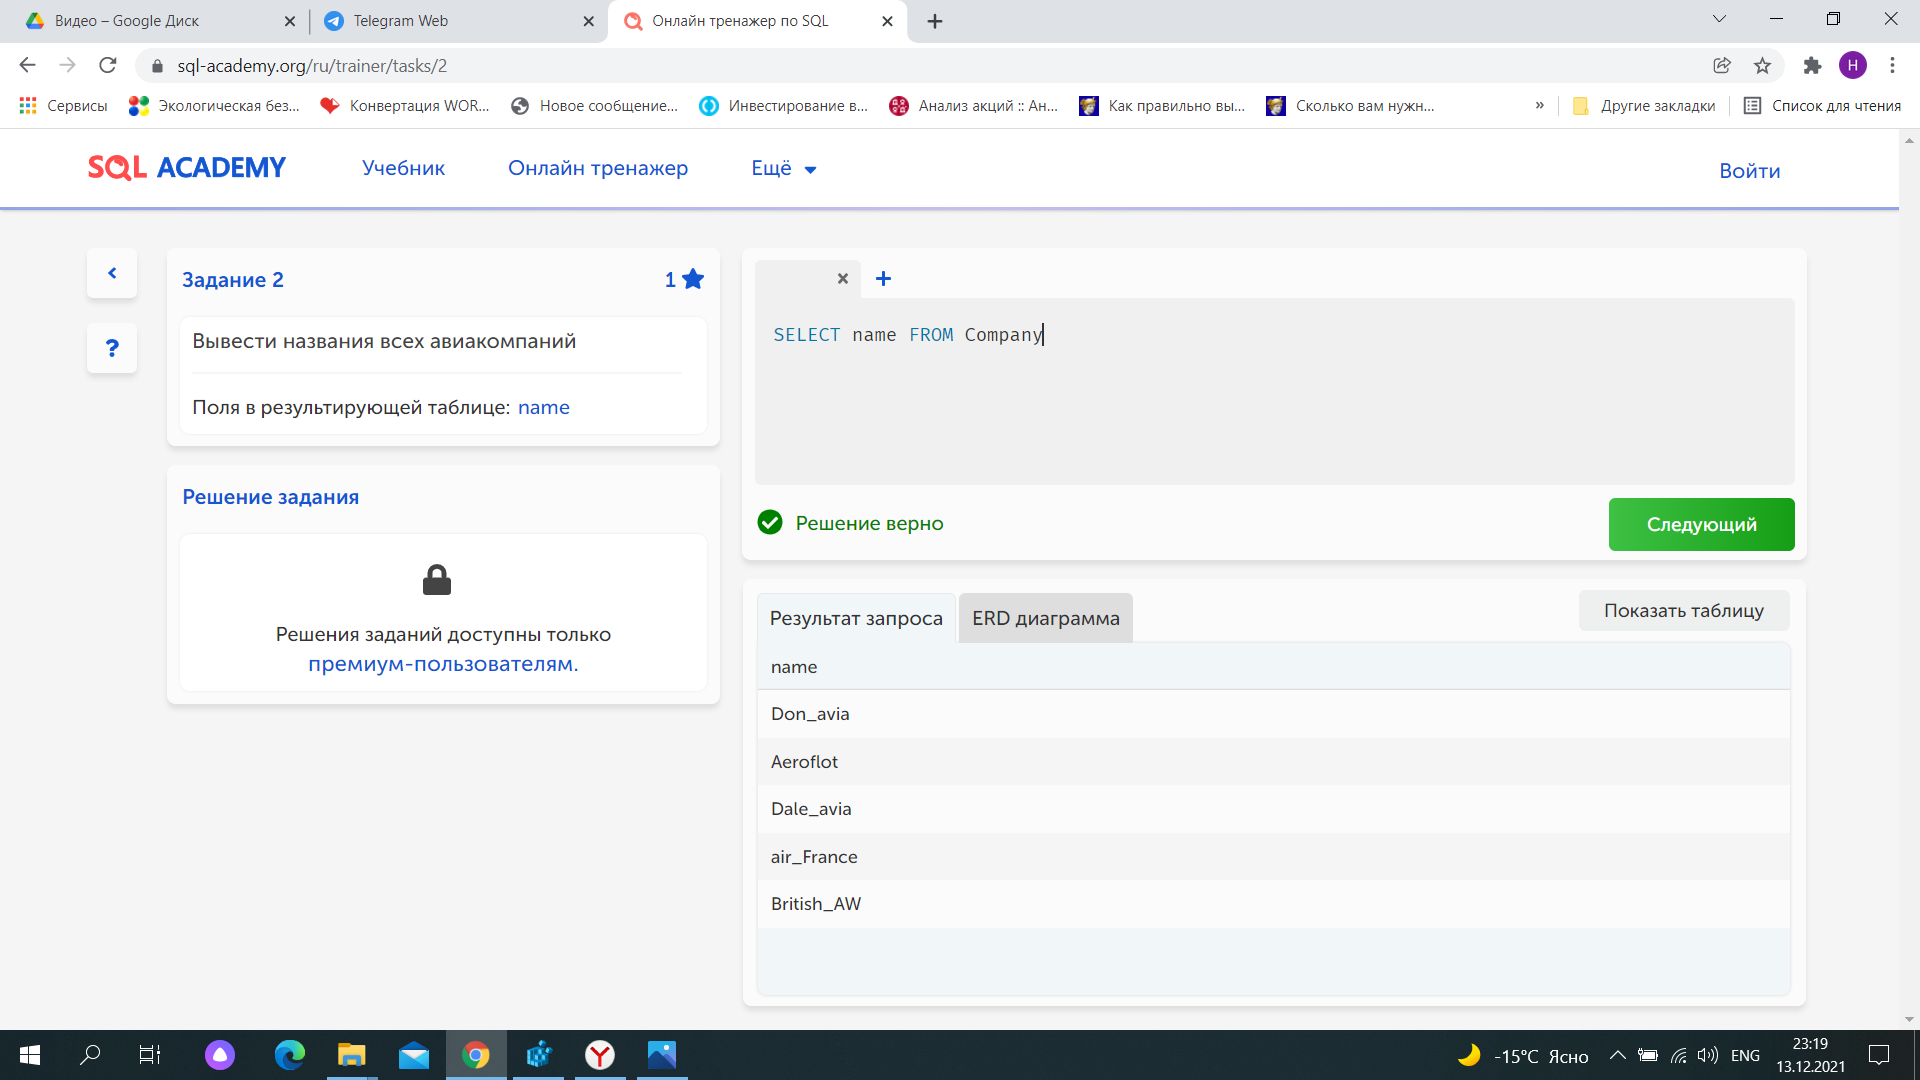 Видео – Google Диск
Telegram Web
Онлайн тренажер по SQL
sql-academy.org/ru/trainer/tasks/2
Н
Сервисы
Экологическая без...
Конвертация WOR...
Новое сообщение...
Инвестирование в...
Анализ акций :: Ан...
Как правильно вы...
Сколько вам нужн...
»
Другие закладки
Список для чтения
SQL ACADEMY
Учебник
Онлайн тренажер
Ещё
Войти
Задание 2
1
Вывести названия всех авиакомпаний
Поля в результирующей таблице: name
?
Решение задания
Решения заданий доступны только
премиум-пользователям.
SELECT name FROM Company
Решение верно
Следующий
Результат запроса
ERD диаграмма
Показать таблицу
name
Don_avia
Aeroflot
Dale_avia
air_France
British_AW
-15°C Ясно
ENG
23:19
13.12.2021